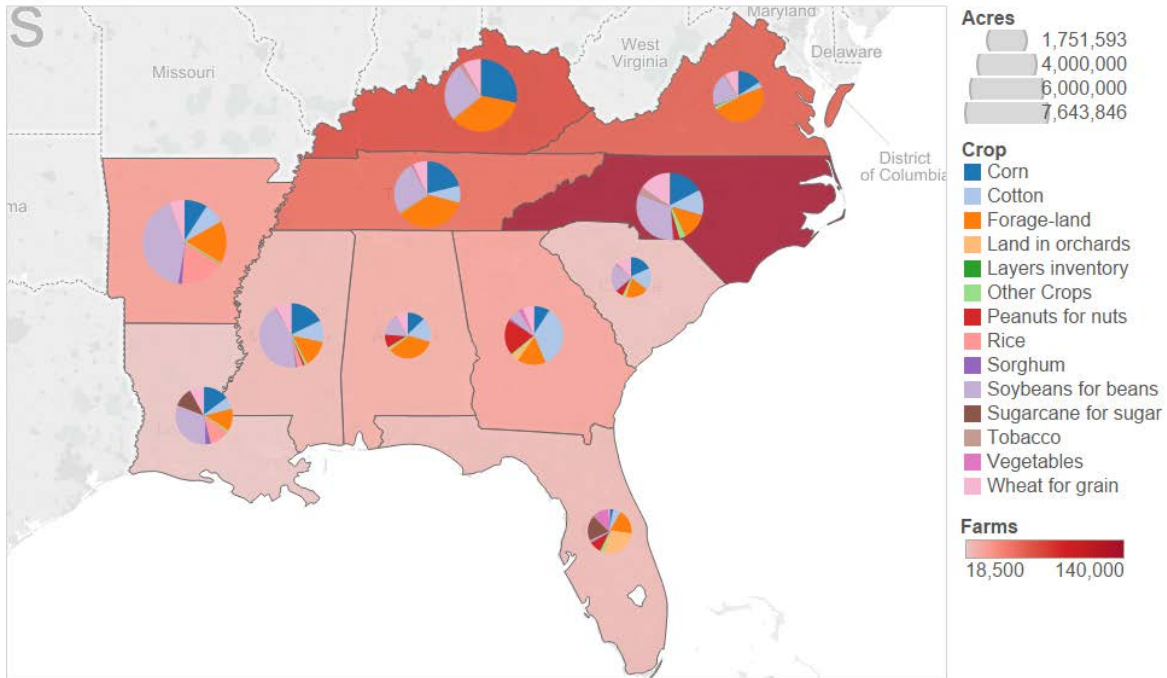 S
Maryland
West
Virginia
Delaware
Missouri
District
of Columbia
ma
Acres
1,751,593
4,000,000
6,000,000
7,643,846
Crop
Corn
Cotton
Forage-land
Land in orchards
Layers inventory
Other Crops
Peanuts for nuts
Rice
Sorghum
Soybeans for beans
Sugarcane for sugar
Tobacco
Vegetables
Wheat for grain
Farms
18,500 140,000